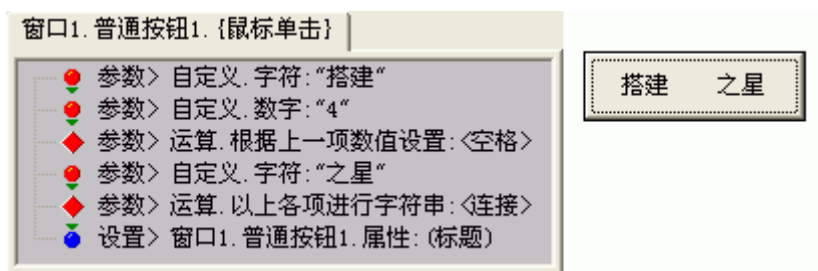 窗口1.普通按钮1.{鼠标单击}
参数> 自定义.字符:"搭建"
参数> 自定义.数字:"4"
参数> 运算.根据上一项数值设置:<空格>
参数> 自定义.字符:"之星"
参数> 运算.以上各项进行字符串:<连接>
设置> 窗口1.普通按钮1.属性:(标题)
搭建    之星